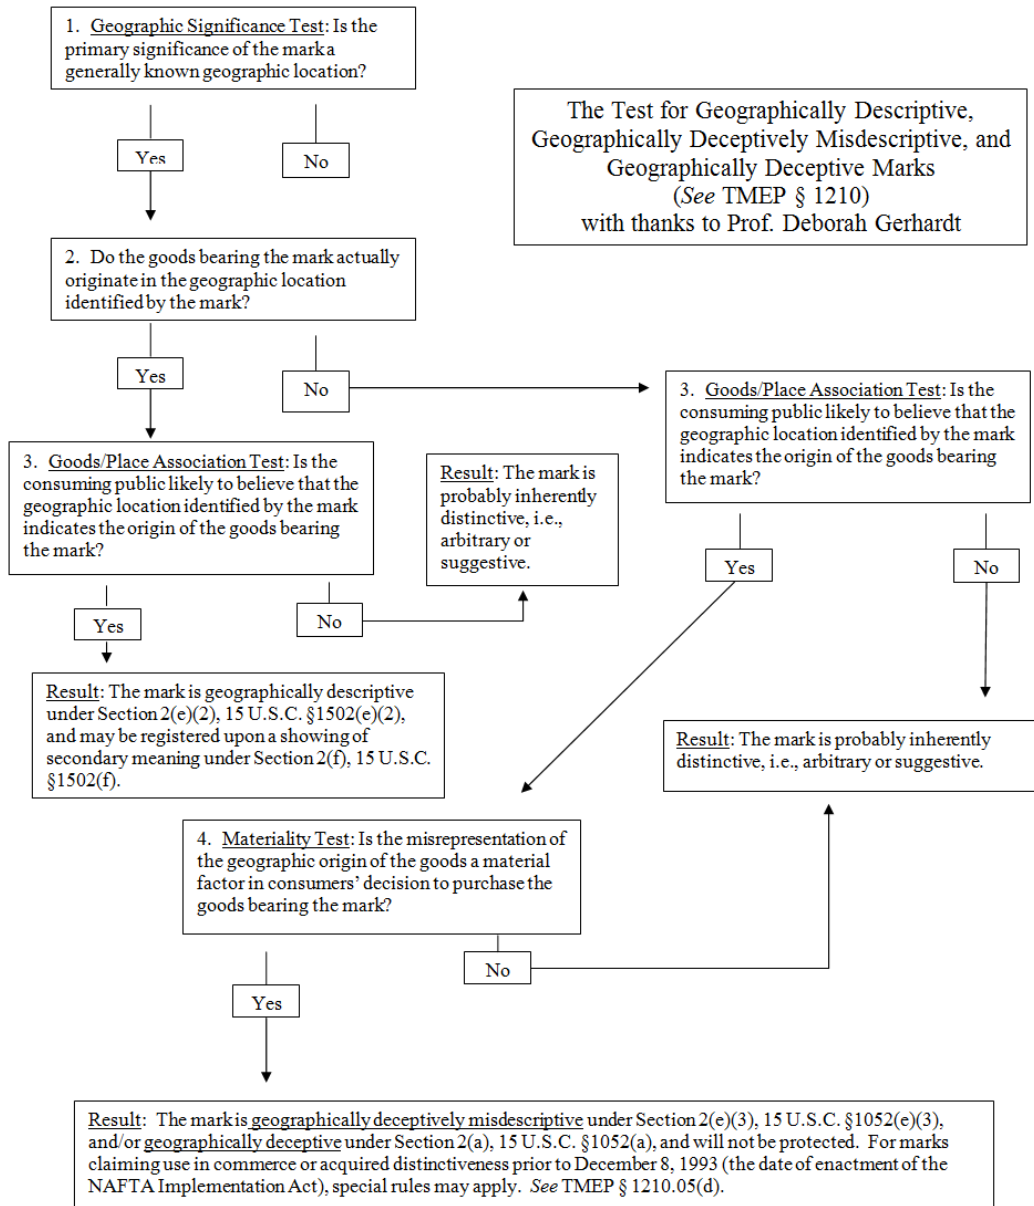 1. Geographic Significance Test: Is the
primary significance of the mark a
generally known geographic location?
Yes
No
The Test for Geographically Descriptive,
Geographically Deceptively Misdescriptive, and
Geographically Deceptive Marks
(See TMEP § 1210)
with thanks to Prof. Deborah Gerhardt
2. Do the goods bearing the mark actually
originate in the geographic location
identified by the mark?
Yes
No
3. Goods/Place Association Test: Is the
consuming public likely to believe that the
geographic location identified by the mark
indicates the origin of the goods bearing
the mark?
Yes
No
Result: The mark is
probably inherently
distinctive, i.e.,
arbitrary or
suggestive.
3. Goods/Place Association Test: Is the
consuming public likely to believe that the
geographic location identified by the mark
indicates the origin of the goods bearing
the mark?
Yes
No
Result: The mark is geographically descriptive
under Section 2(e)(2), 15 U.S.C. §1502(e)(2),
and may be registered upon a showing of
secondary meaning under Section 2(f), 15 U.S.C.
§1502(f).
Result: The mark is probably inherently
distinctive, i.e., arbitrary or suggestive.
4. Materiality Test: Is the misrepresentation of
the geographic origin of the goods a material
factor in consumers’ decision to purchase the
goods bearing the mark?
No
Yes
Result: The mark is geographically deceptively misdescriptive under Section 2(e)(3), 15 U.S.C. §1052(e)(3),
and/or geographically deceptive under Section 2(a), 15 U.S.C. §1052(a), and will not be protected. For marks
claiming use in commerce or acquired distinctiveness prior to December 8, 1993 (the date of enactment of the
NAFTA Implementation Act), special rules may apply. See TMEP § 1210.05(d).